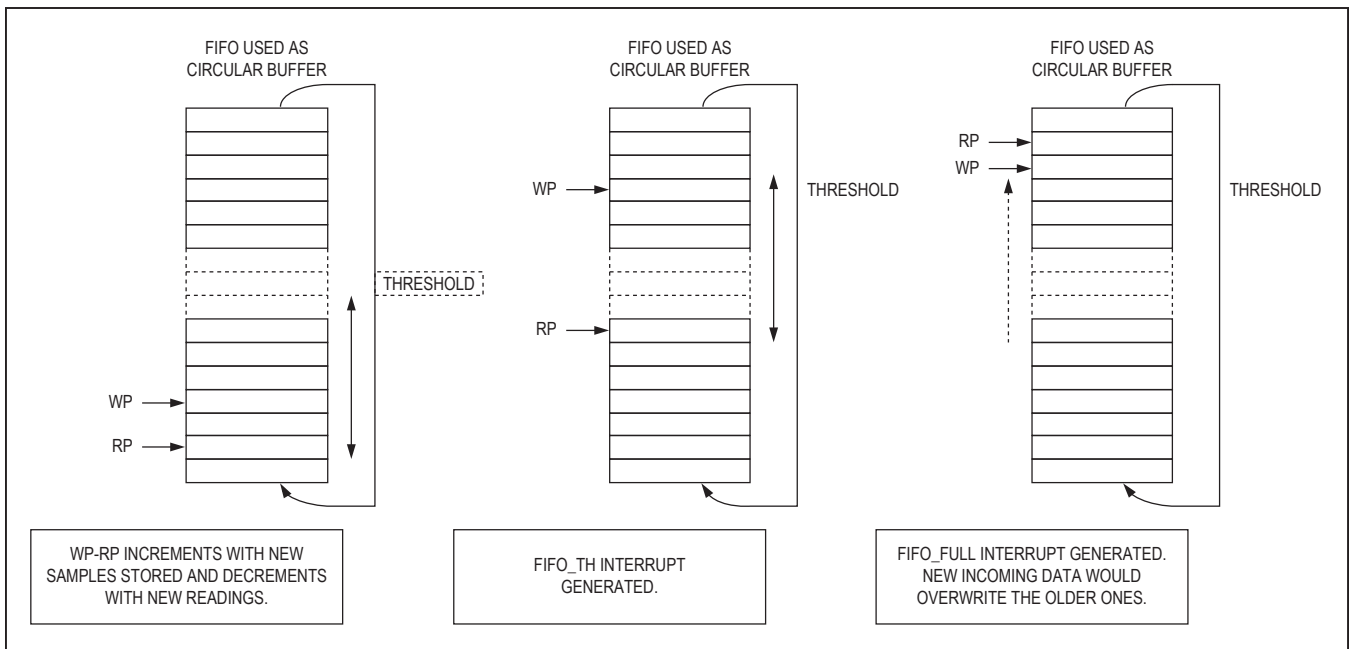 FIFO USED AS
CIRCULAR BUFFER
WP
RP
THRESHOLD
WP-RP INCREMENTS WITH NEW
SAMPLES STORED AND DECREMENTS
WITH NEW READINGS.
FIFO USED AS
CIRCULAR BUFFER
WP
THRESHOLD
RP
FIFO_TH INTERRUPT
GENERATED.
FIFO USED AS
CIRCULAR BUFFER
RP
WP
THRESHOLD
FIFO_FULL INTERRUPT GENERATED.
NEW INCOMING DATA WOULD
OVERWRITE THE OLDER ONES.